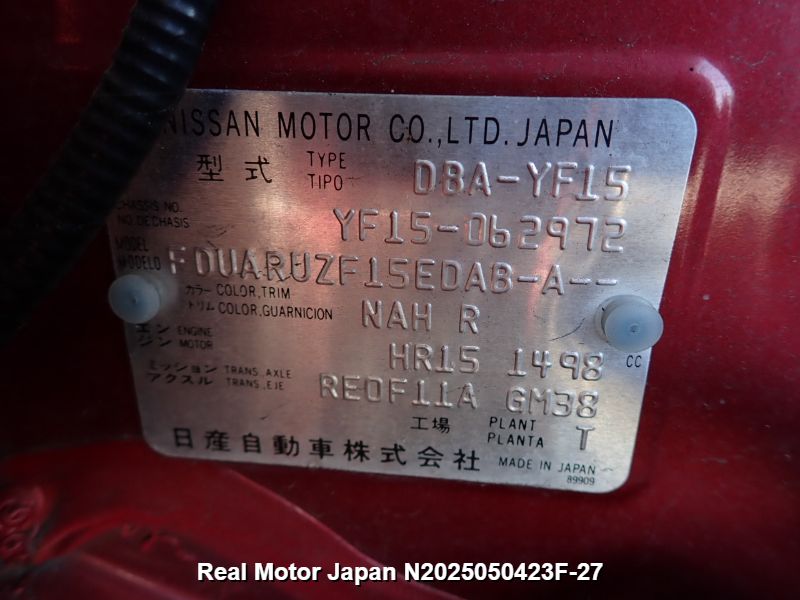 NISSAN MOTOR CO.,LTD. JAPAN
型式 TYPE TIPO DBA-YF15
CHASSIS NO. NO. DE CHASIS YF15-062972
MODEL MODELO FDUARUZF15EDAB-A--
カラー COLOR, TRIM
トリム COLOR, GUARNICION NAH R
エンジン ENGINE MOTOR HR15 1498 CC
ミッション TRANS. AXLE
アクスル TRANS. EJE RE0F11A GM38
工場 PLANT PLANTA T
日産自動車株式会社 MADE IN JAPAN
89909
Real Motor Japan N2025050423F-27